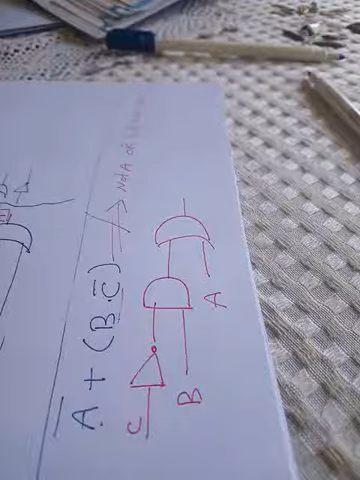 A̅ + (B.C̅) → Not A or
C
B
A